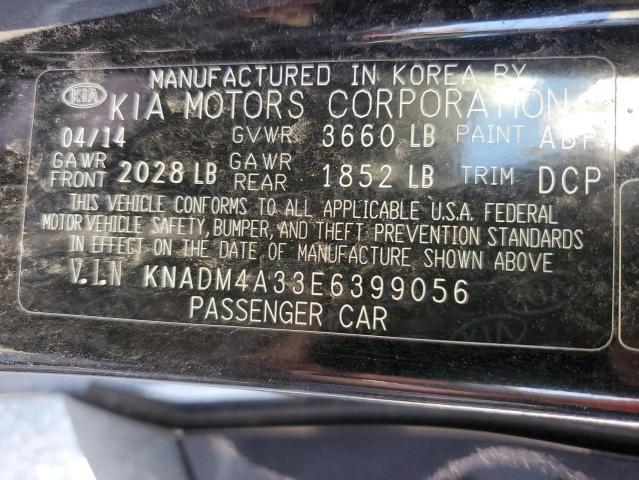 MANUFACTURED IN KOREA BY
KIA KIA MOTORS CORPORATION
04/14 GVWR 3660 LB PAINT ABP
GAWR FRONT 2028 LB GAWR REAR 1852 LB TRIM DCP
THIS VEHICLE CONFORMS TO ALL APPLICABLE U.S.A. FEDERAL
MOTOR VEHICLE SAFETY, BUMPER, AND THEFT PREVENTION STANDARDS
IN EFFECT ON THE DATE OF MANUFACTURE SHOWN ABOVE
V.I.N KNADM4A33E6399056
PASSENGER CAR